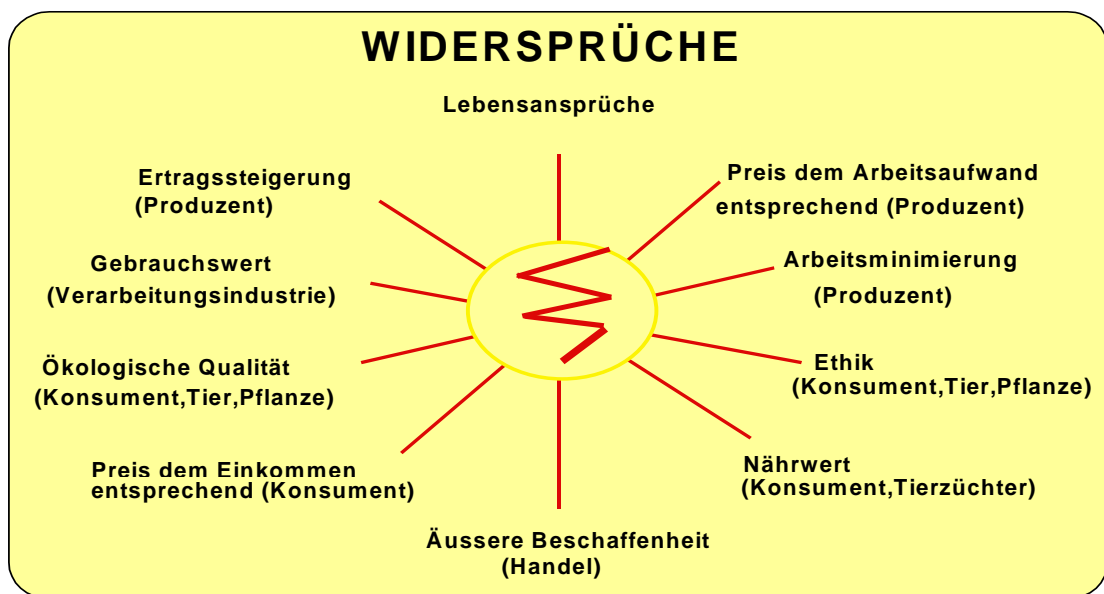 WIDERSPRÜCHE
Lebensansprüche
Ertragssteigerung
(Produzent)
Preis dem Arbeitsaufwand
entsprechend (Produzent)
Gebrauchswert
(Verarbeitungsindustrie)
Arbeitsminimierung
(Produzent)
Ökologische Qualität
(Konsument,Tier,Pflanze)
Ethik
(Konsument,Tier,Pflanze)
Preis dem Einkommen
entsprechend (Konsument)
Nährwert
(Konsument,Tierzüchter)
Äussere Beschaffenheit
(Handel)